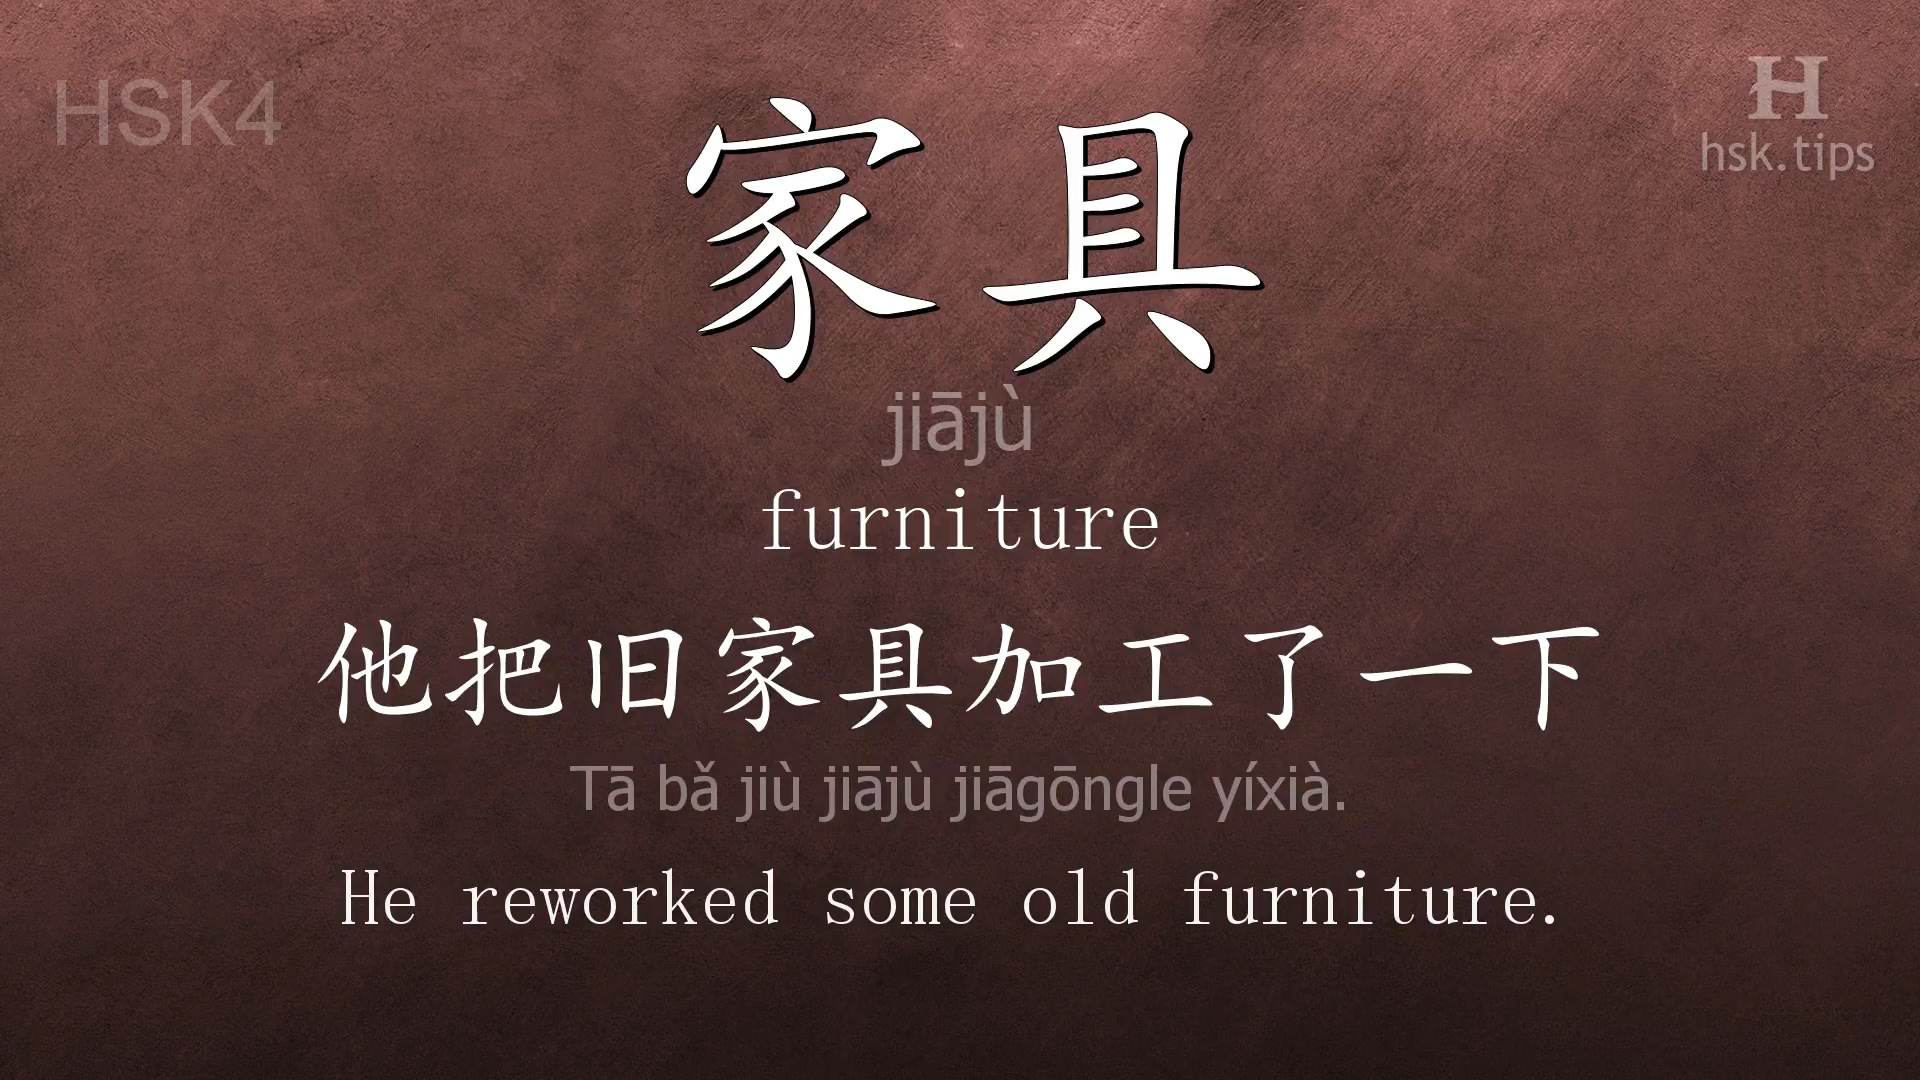 HSK4
H
hsk.tips
家具
jiājù
furniture
他把旧家具加工了一下
Tā bǎ jiù jiājù jiāgōngle yíxià.
He reworked some old furniture.